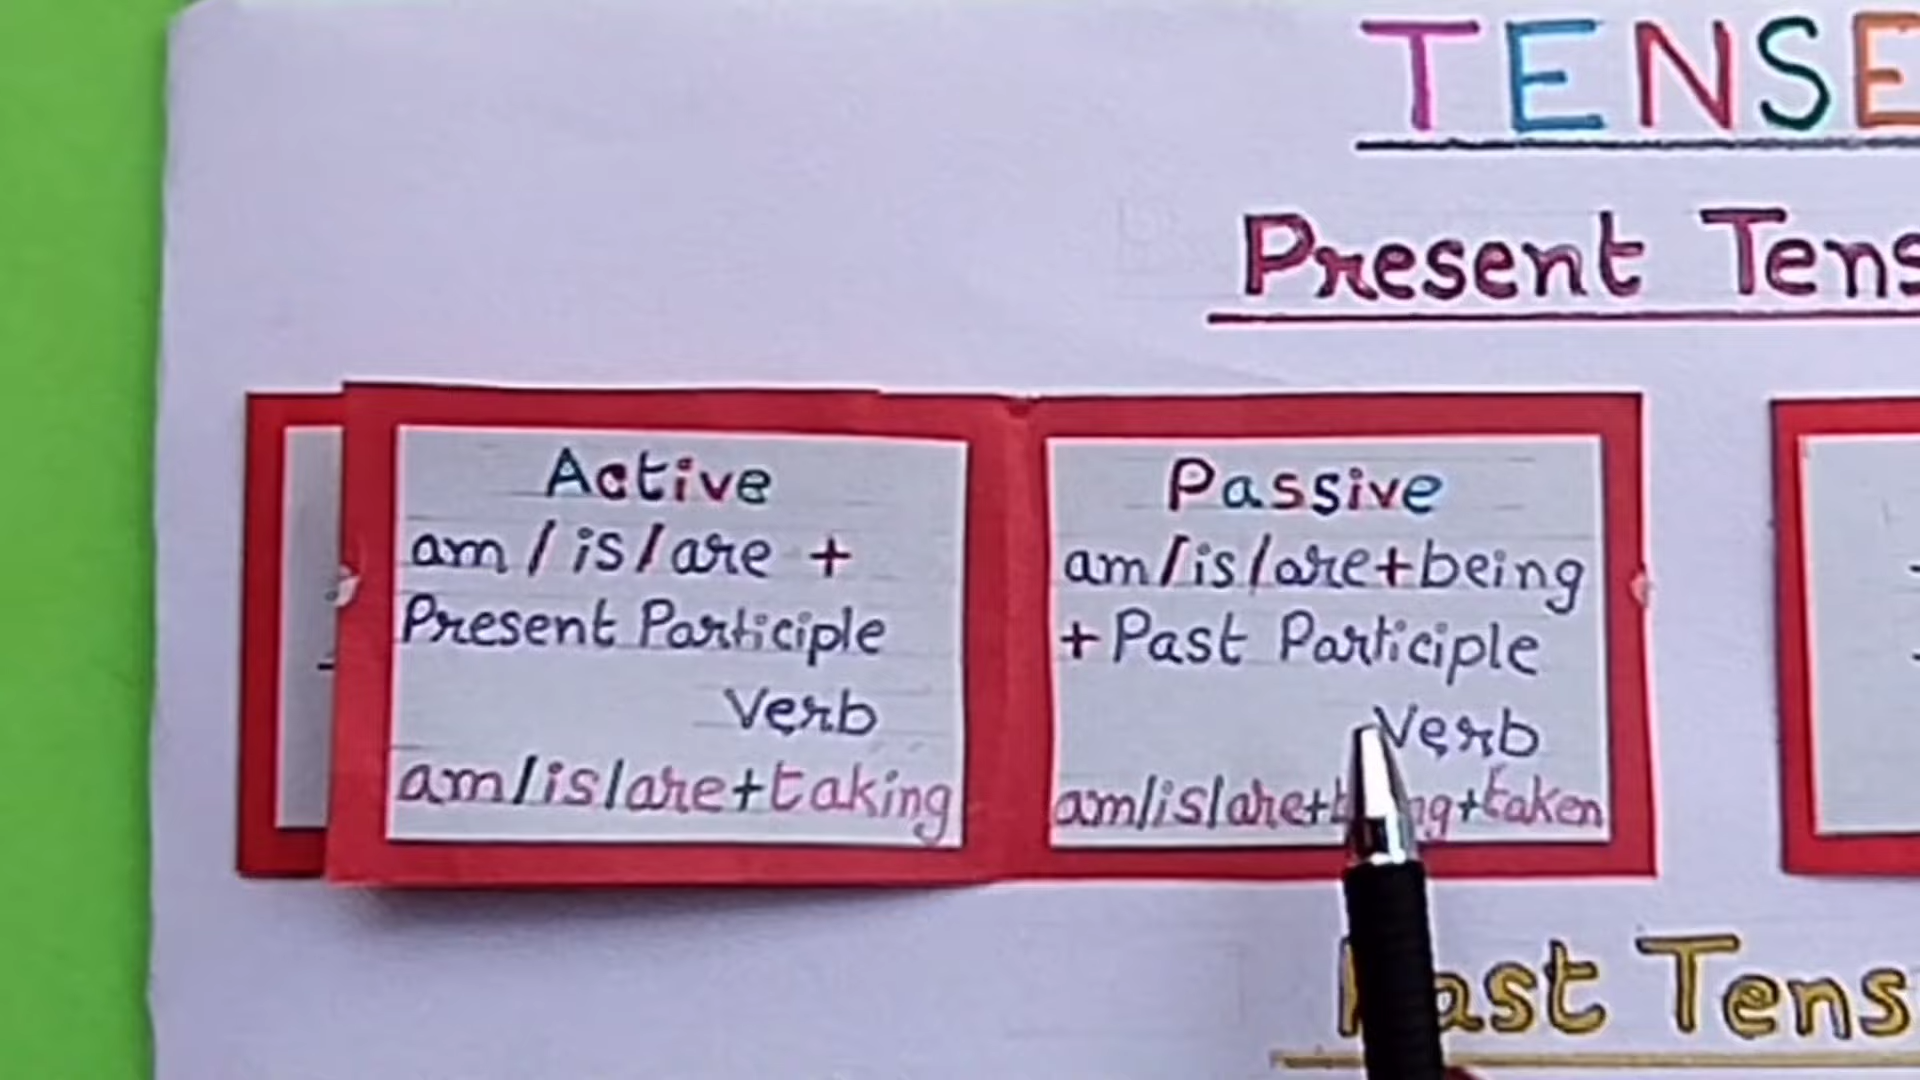 TENSE
Present Tens
Active
am/is/are +
Present Participle
Verb
am/is/are+taking
Passive
am/is/are+being
+Past Participle
Verb
am/is/are+ +taken
Past Tens